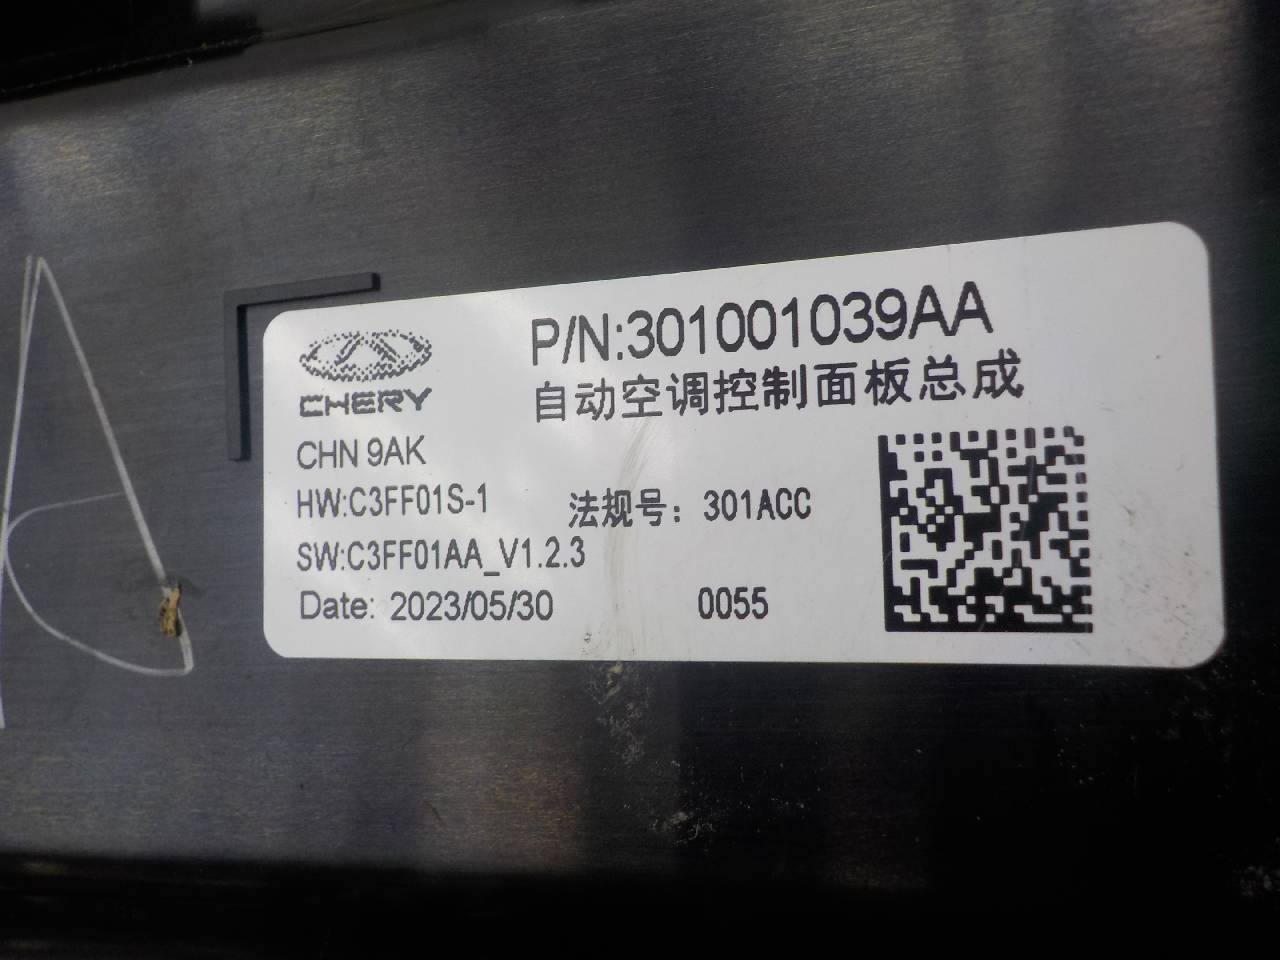 P/N:301001039AA
CHERY
自动空调控制面板总成
CHN 9AK
HW:C3FF01S-1 法规号：301ACC
SW:C3FF01AA_V1.2.3
Date: 2023/05/30 0055